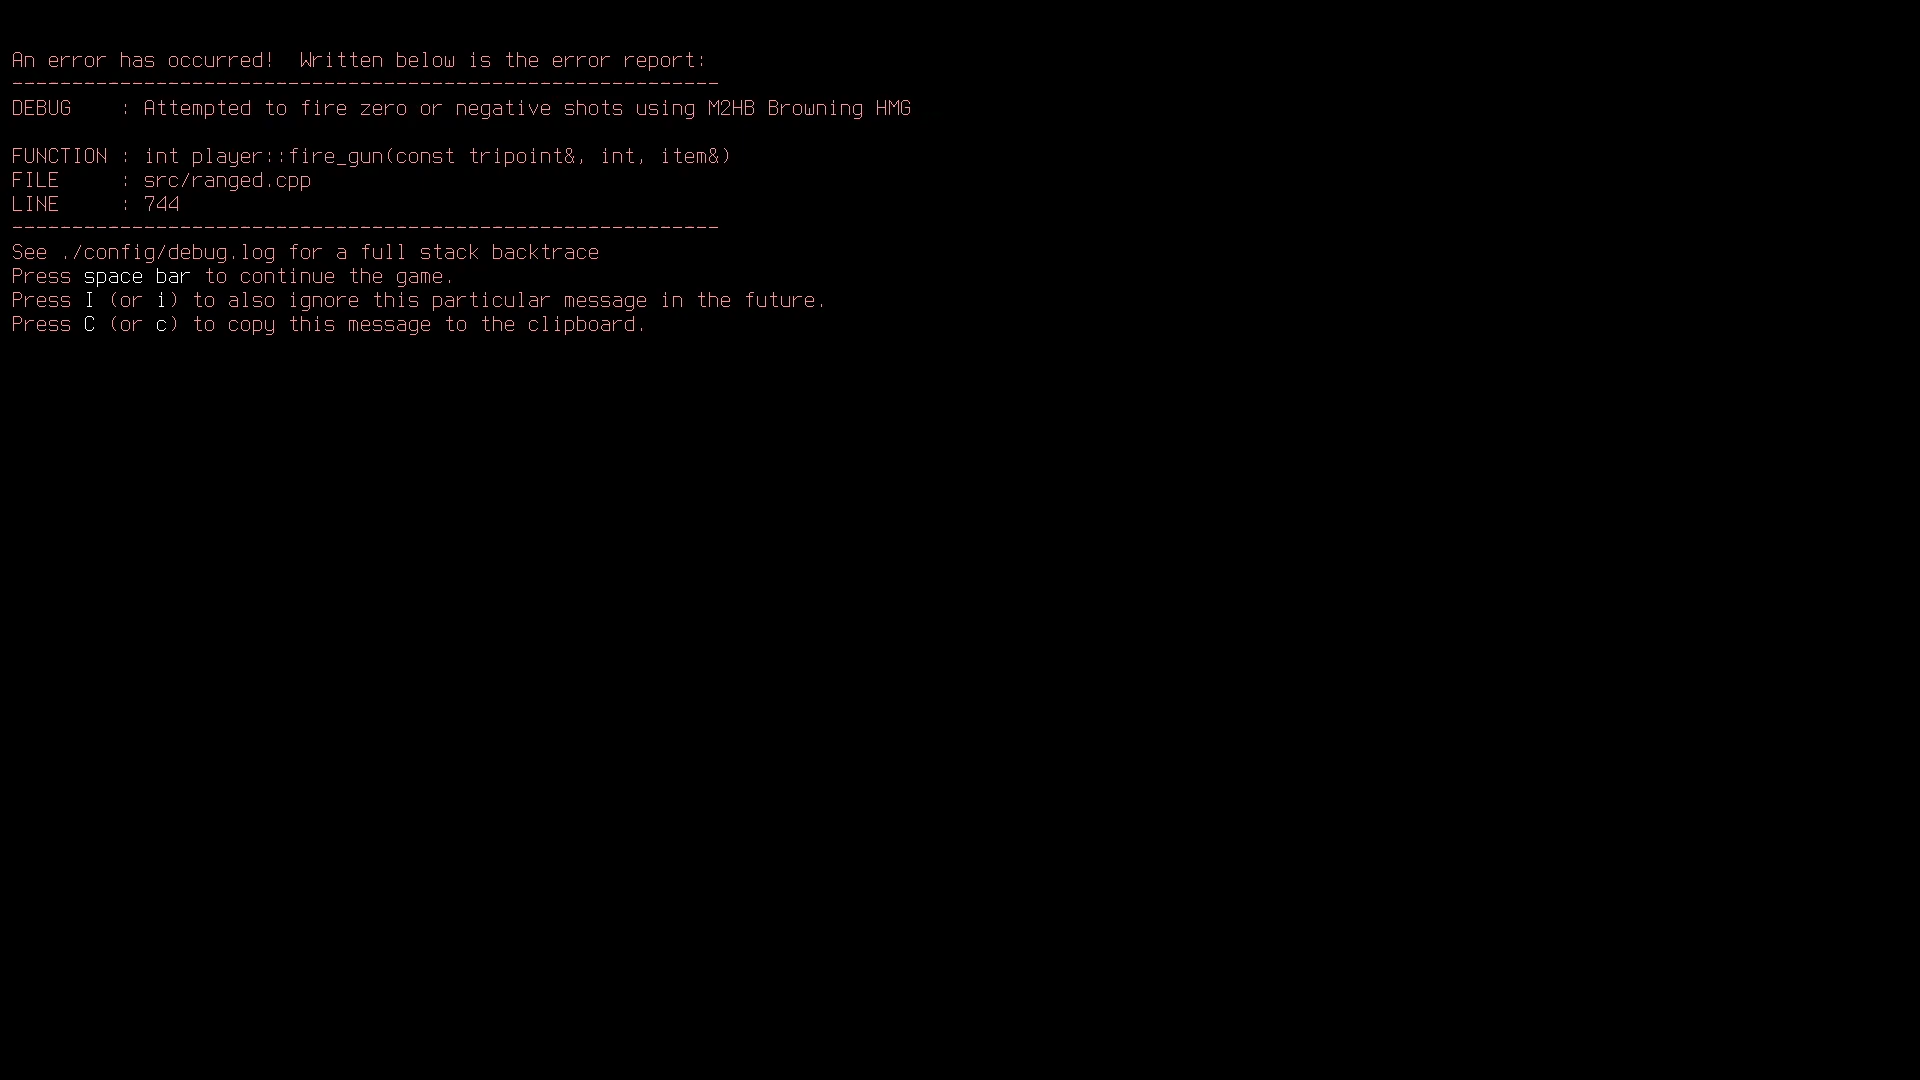 An error has occurred!  Written below is the error report:
-----------------------------------------------------------
DEBUG    : Attempted to fire zero or negative shots using M2HB Browning HMG

FUNCTION : int player::fire_gun(const tripoint&, int, item&)
FILE     : src/ranged.cpp
LINE     : 744
-----------------------------------------------------------
See ./config/debug.log for a full stack backtrace
Press space bar to continue the game.
Press I (or i) to also ignore this particular message in the future.
Press C (or c) to copy this message to the clipboard.